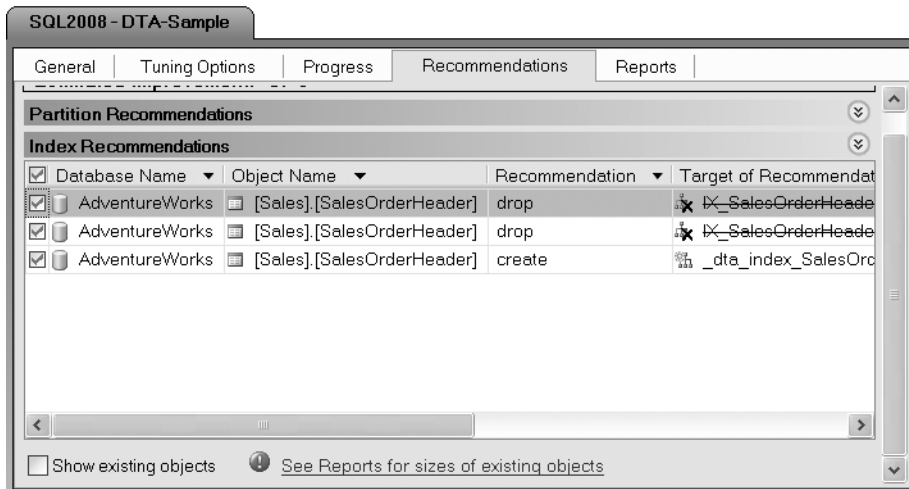 SQL2008 - DTA-Sample
General Tuning Options Progress Recommendations Reports
Partition Recommendations
Index Recommendations
Database Name Object Name Recommendation Target of Recommendat
AdventureWorks [Sales].[SalesOrderHeader] drop IX_SalesOrderHeade
AdventureWorks [Sales].[SalesOrderHeader] drop IX_SalesOrderHeade
AdventureWorks [Sales].[SalesOrderHeader] create _dta_index_SalesOrc
Show existing objects See Reports for sizes of existing objects